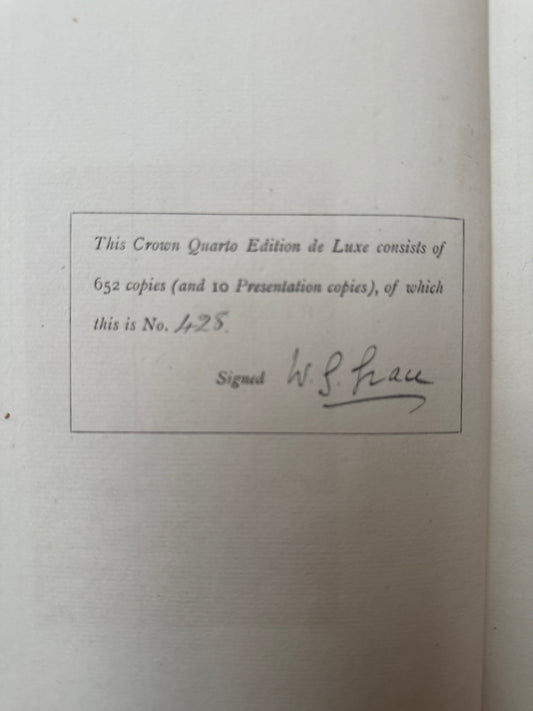 This Crown Quarto Edition de Luxe consists of
652 copies (and 10 Presentation copies), of which
this is No. 428.
Signed W. G. Grace